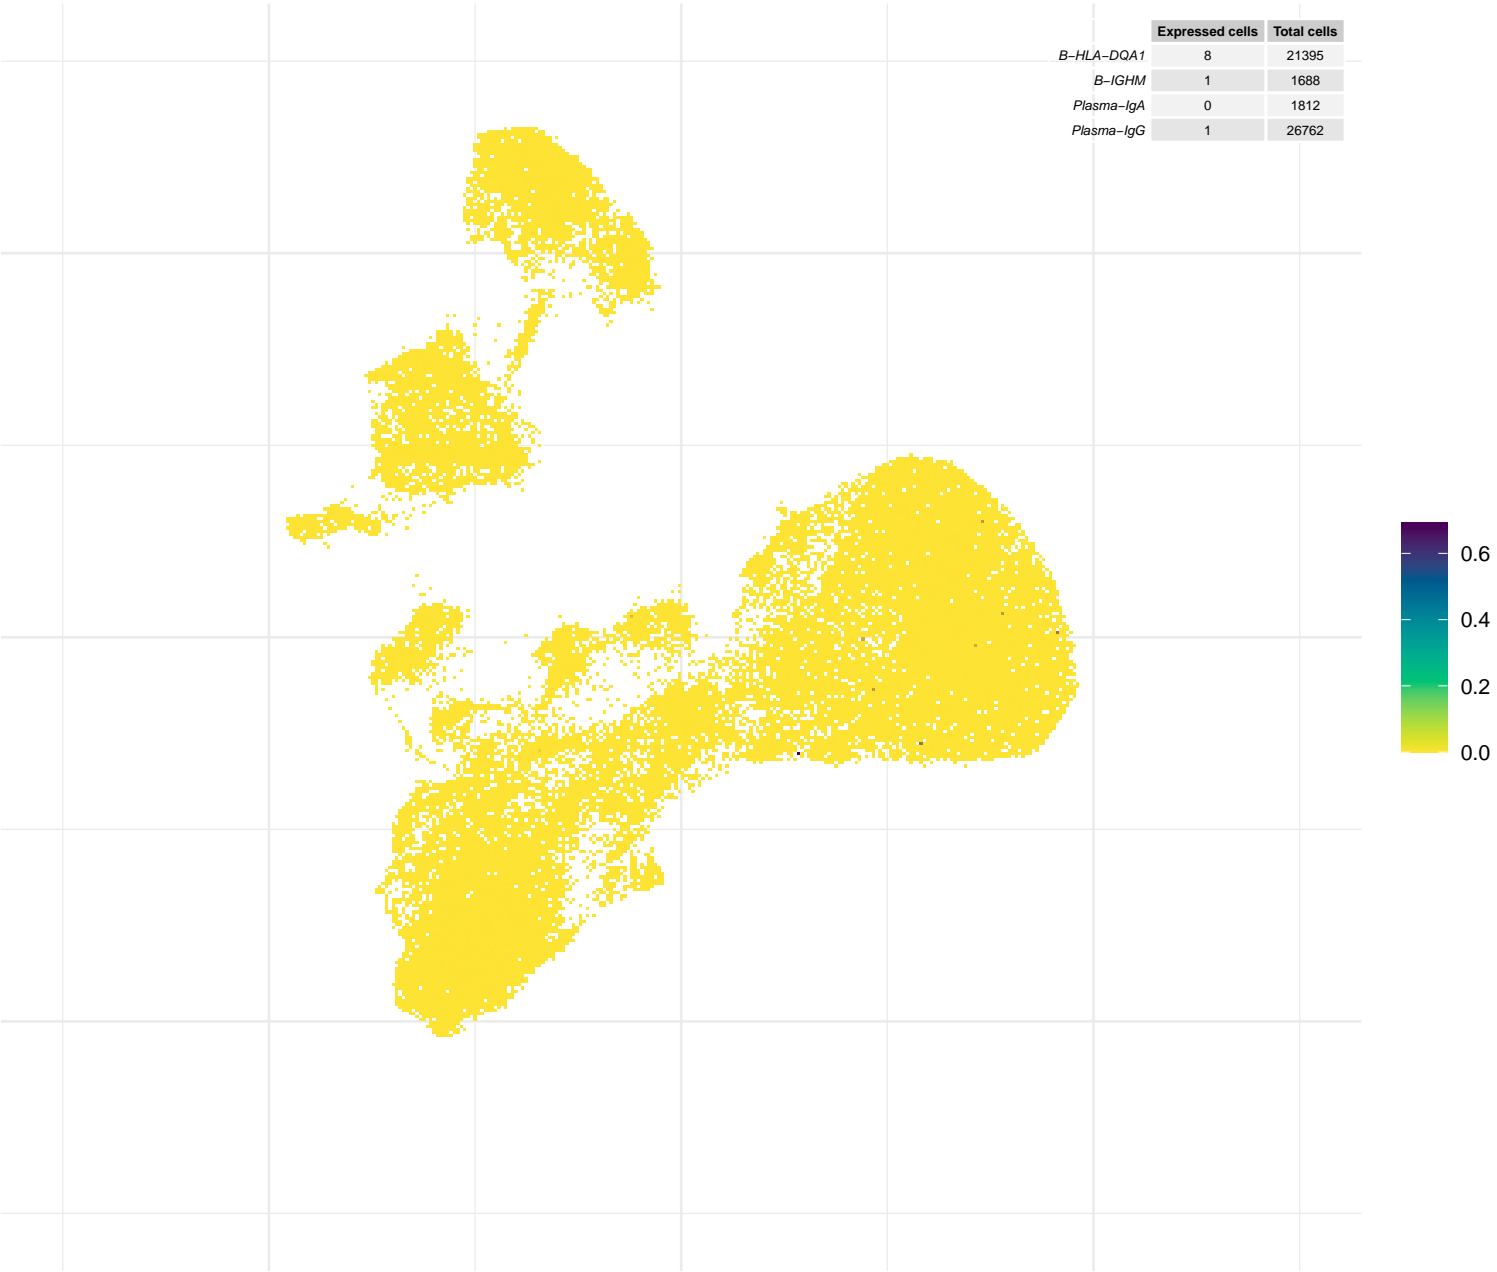 Expressed cells Total cells
B−HLA−DQA1 8 21395
B−IGHM 1 1688
Plasma−IgA 0 1812
Plasma−IgG 1 26762
0.6
0.4
0.2
0.0